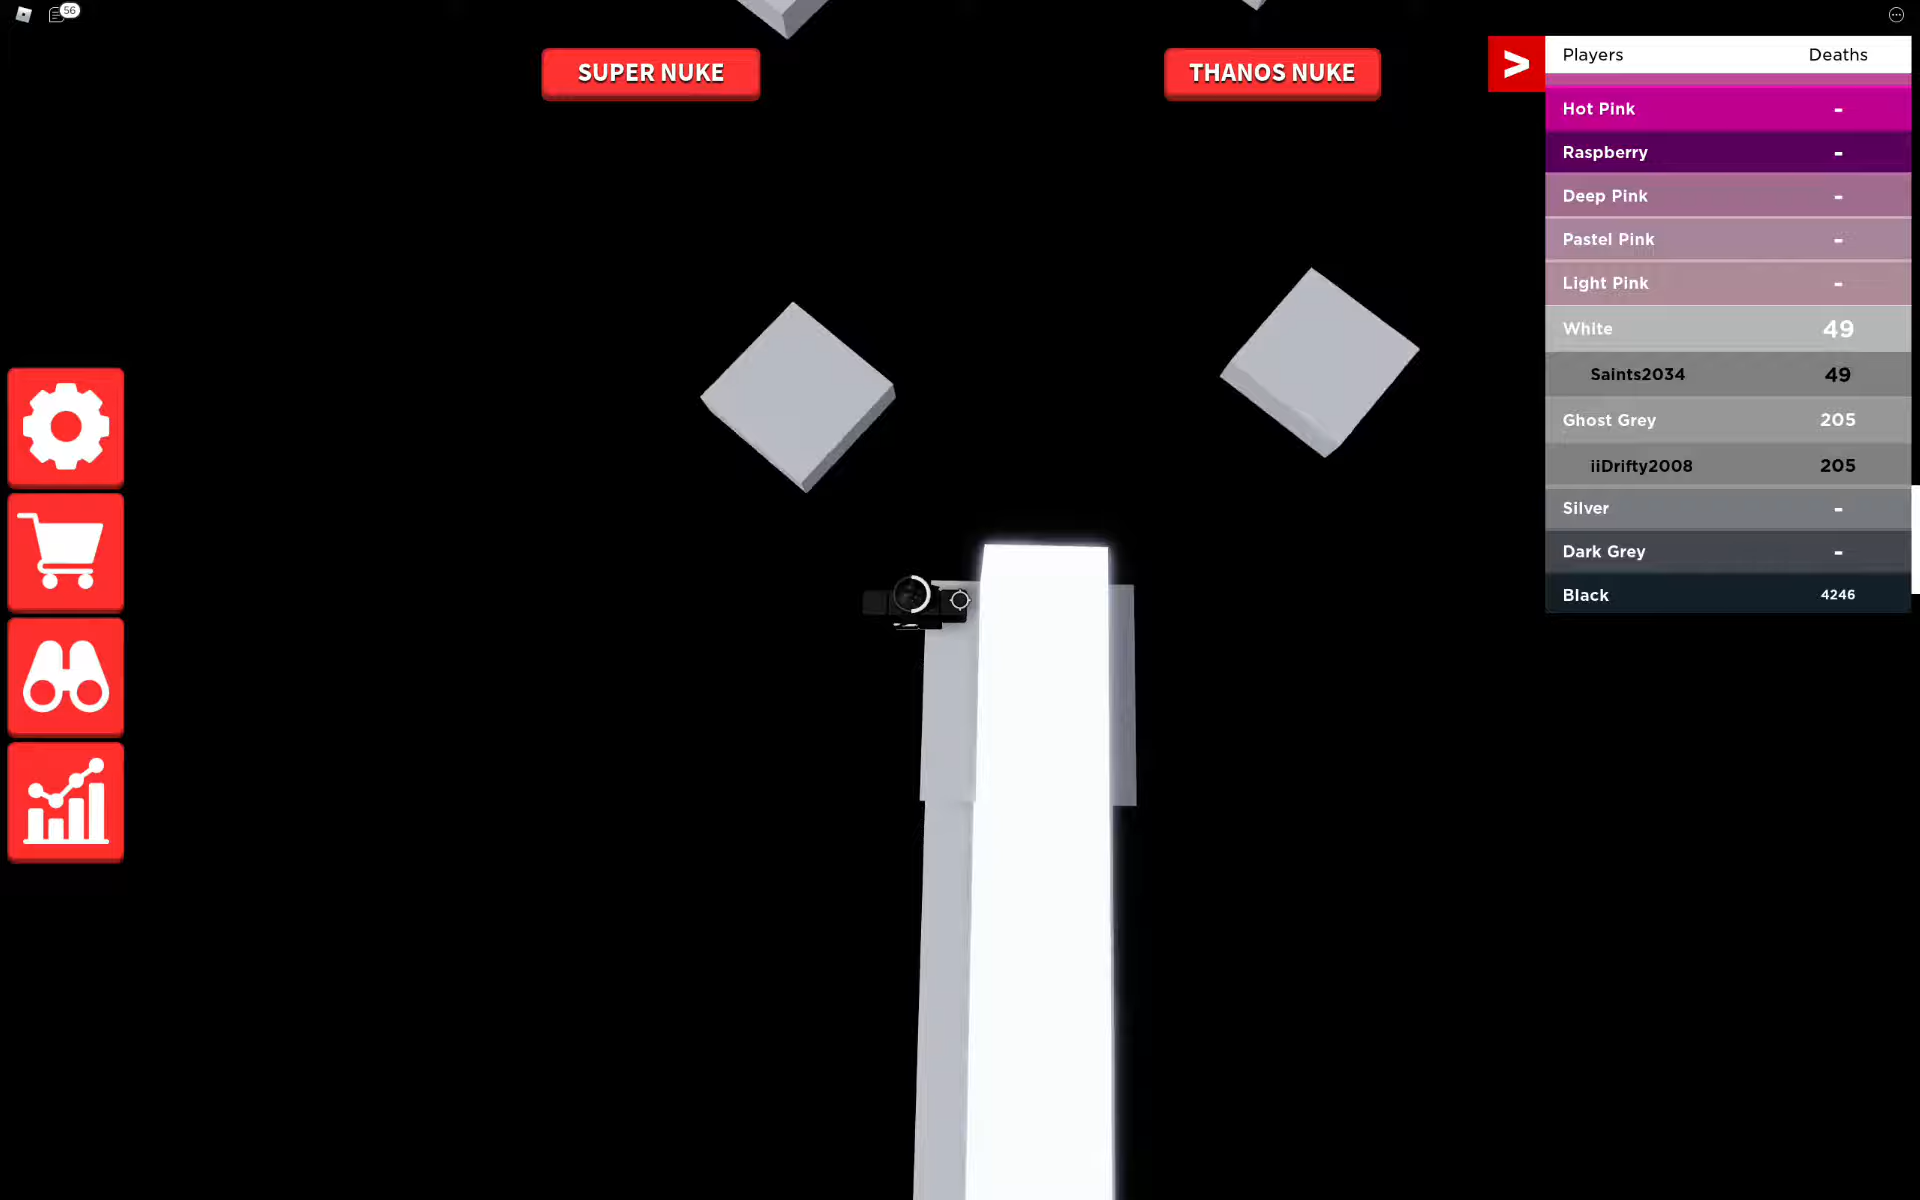 56
SUPER NUKE
THANOS NUKE
>
Players Deaths
Hot Pink -
Raspberry -
Deep Pink -
Pastel Pink -
Light Pink -
White 49
Saints2034 49
Ghost Grey 205
iiDrifty2008 205
Silver -
Dark Grey -
Black 4246